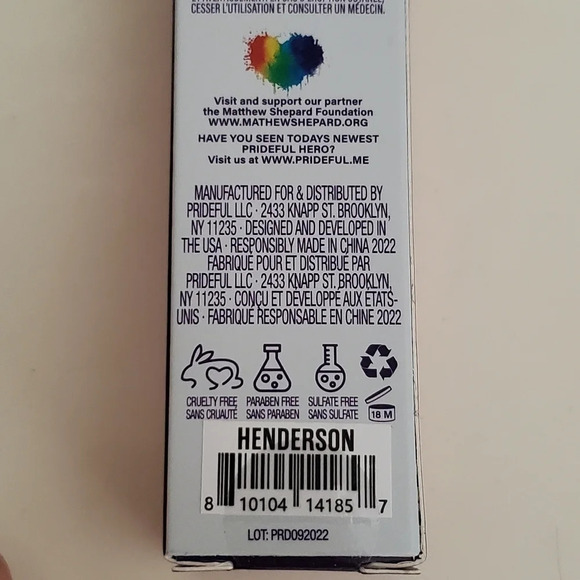 CESSER L'UTILISATION ET CONSULTER UN MÉDECIN.
Visit and support our partner
the Matthew Shepard Foundation
WWW.MATHEWSHEPARD.ORG
HAVE YOU SEEN TODAYS NEWEST
PRIDEFUL HERO?
Visit us at WWW.PRIDEFUL.ME
MANUFACTURED FOR & DISTRIBUTED BY
PRIDEFUL LLC · 2433 KNAPP ST. BROOKLYN,
NY 11235 · DESIGNED AND DEVELOPED IN
THE USA · RESPONSIBLY MADE IN CHINA 2022
FABRIQUÉ POUR ET DISTRIBUÉ PAR
PRIDEFUL LLC · 2433 KNAPP ST. BROOKLYN,
NY 11235 · CONÇU ET DÉVELOPPÉ AUX ÉTATS-
UNIS · FABRIQUÉ RESPONSABLE EN CHINE 2022
CRUELTY FREE PARABEN FREE SULFATE FREE
SANS CRUAUTÉ SANS PARABEN SANS SULFATE
18 M
HENDERSON
8 10104 14185 7
LOT: PRD092022